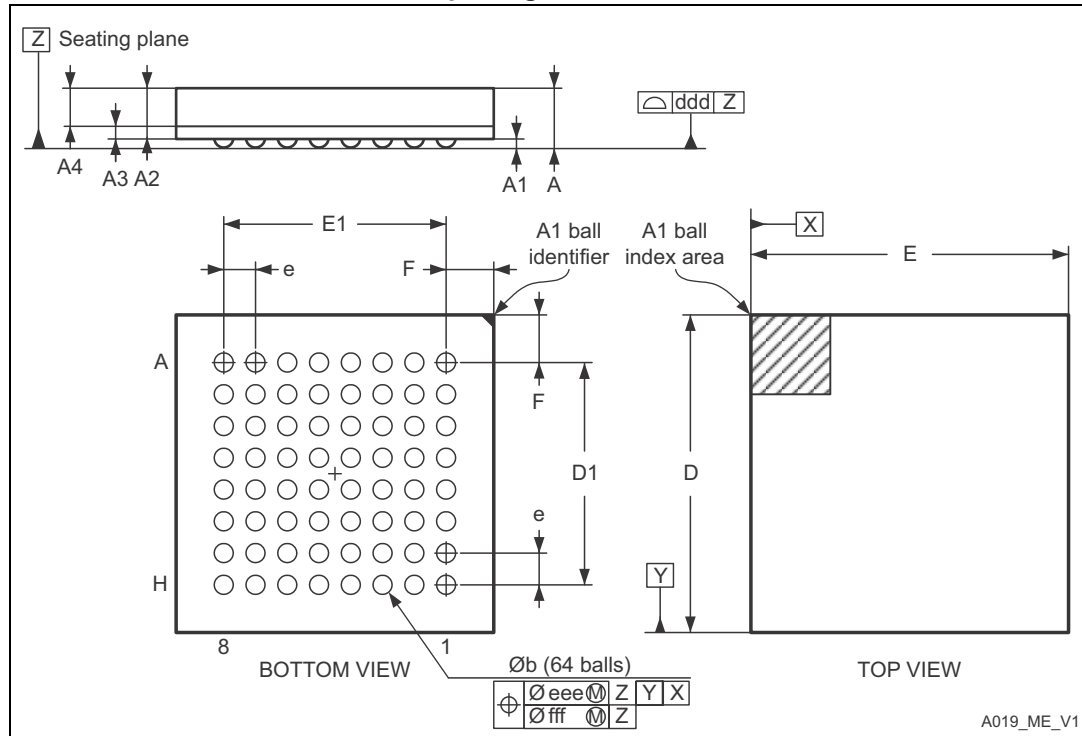 Z Seating plane
ddd Z
A4
A3 A2
A1
A
E1
A1 ball
identifier
A1 ball
index area
X
e
F
E
A
F
D1
D
e
Y
H
8
1
BOTTOM VIEW
Øb (64 balls)
TOP VIEW
Ø eee Ⓜ Z Y X
Ø fff Ⓜ Z
A019_ME_V1